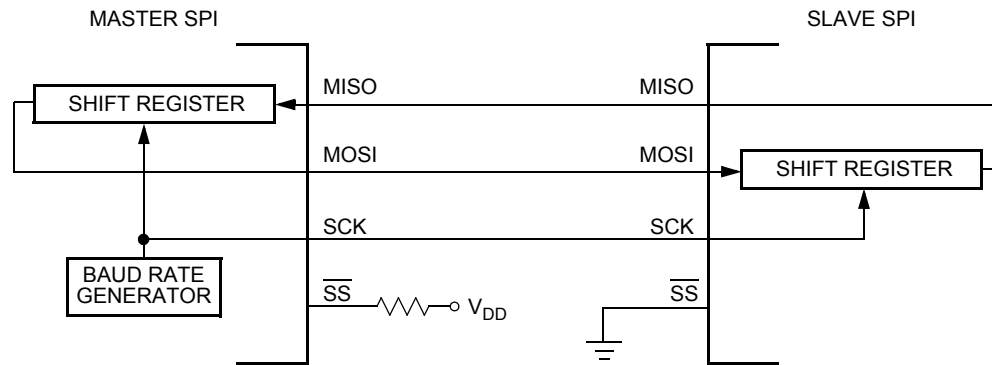 MASTER SPI
SLAVE SPI
SHIFT REGISTER
MISO
MISO
MOSI
MOSI
SHIFT REGISTER
SCK
SCK
BAUD RATE
GENERATOR
SS
VDD
SS